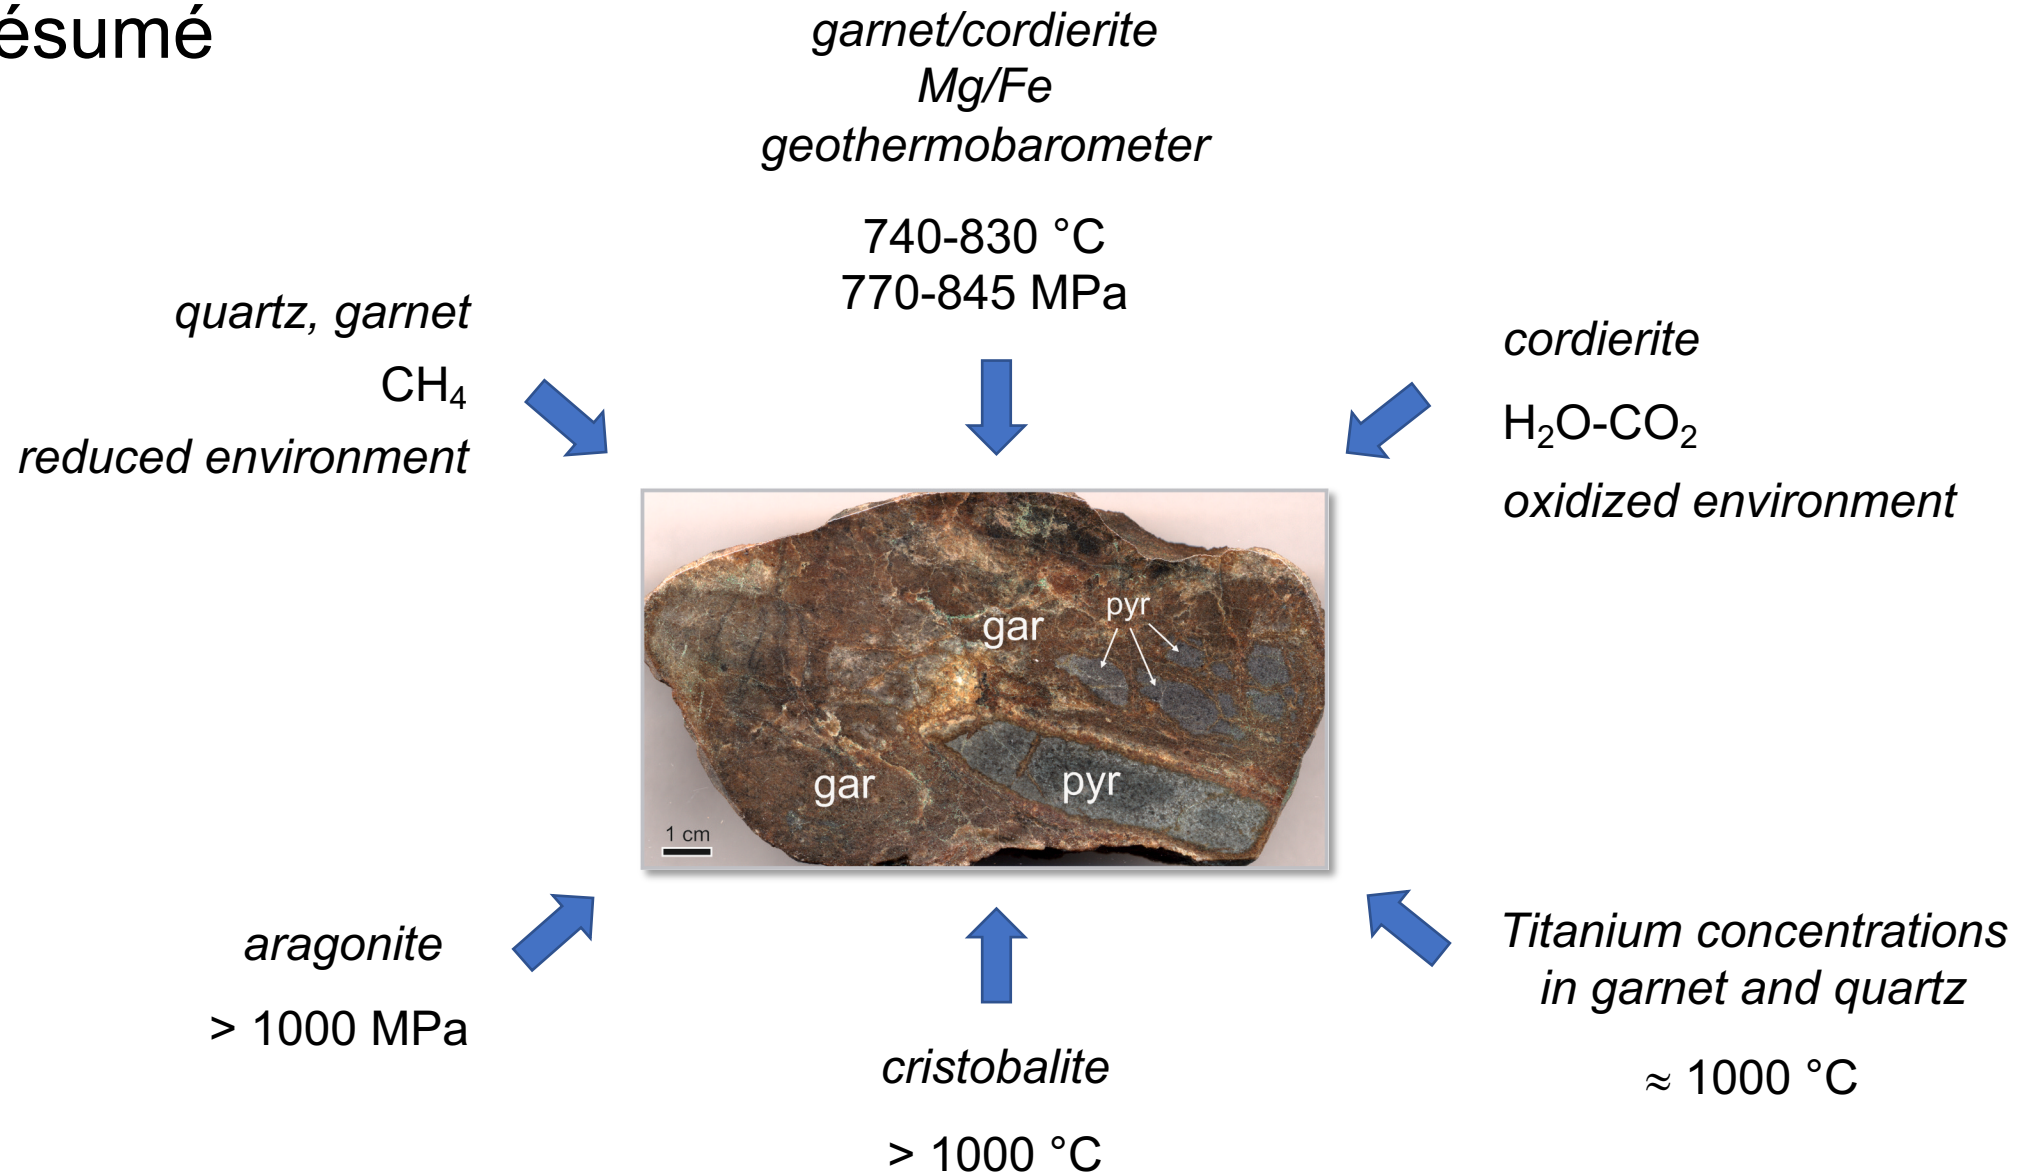 ésumé
garnet/cordierite
Mg/Fe
geothermobarometer
740-830 °C
770-845 MPa
quartz, garnet
CH₄
reduced environment
cordierite
H₂O-CO₂
oxidized environment
pyr
gar
gar
pyr
1 cm
aragonite
> 1000 MPa
cristobalite
> 1000 °C
Titanium concentrations
in garnet and quartz
≈ 1000 °C